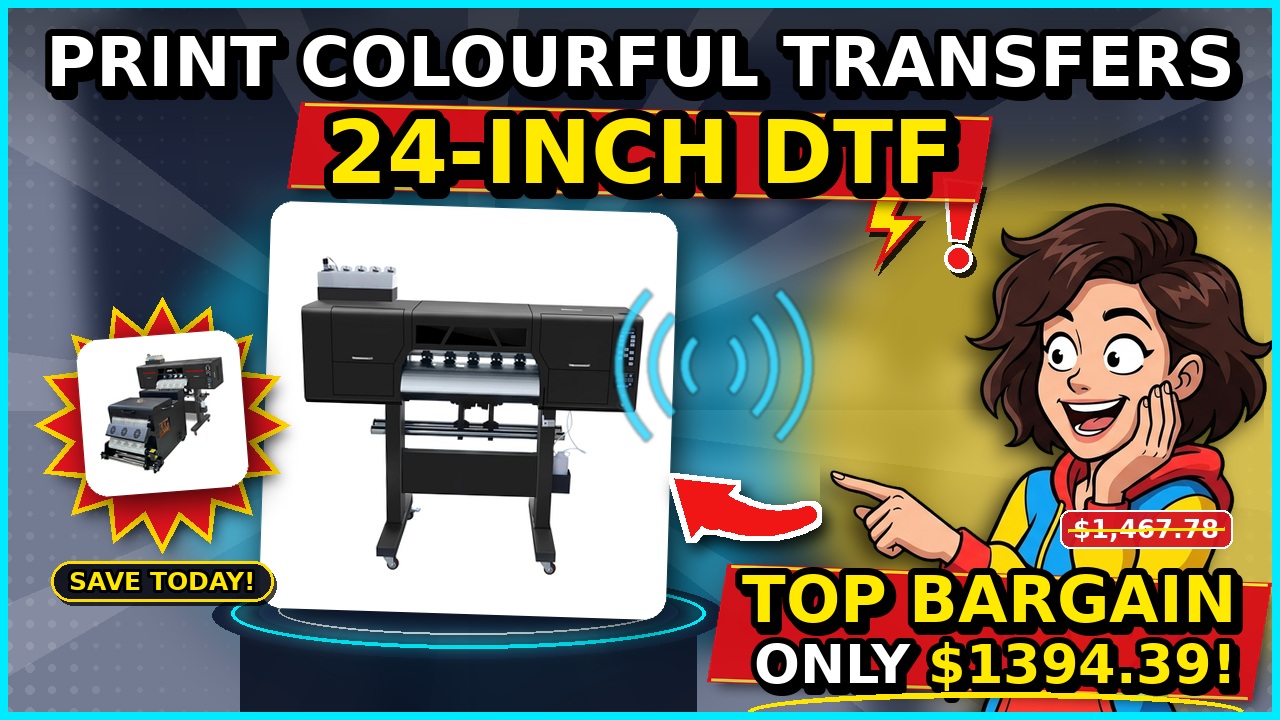 PRINT COLOURFUL TRANSFERS
24-INCH DTF
SAVE TODAY!
$1,467.78
TOP BARGAIN
ONLY $1394.39!